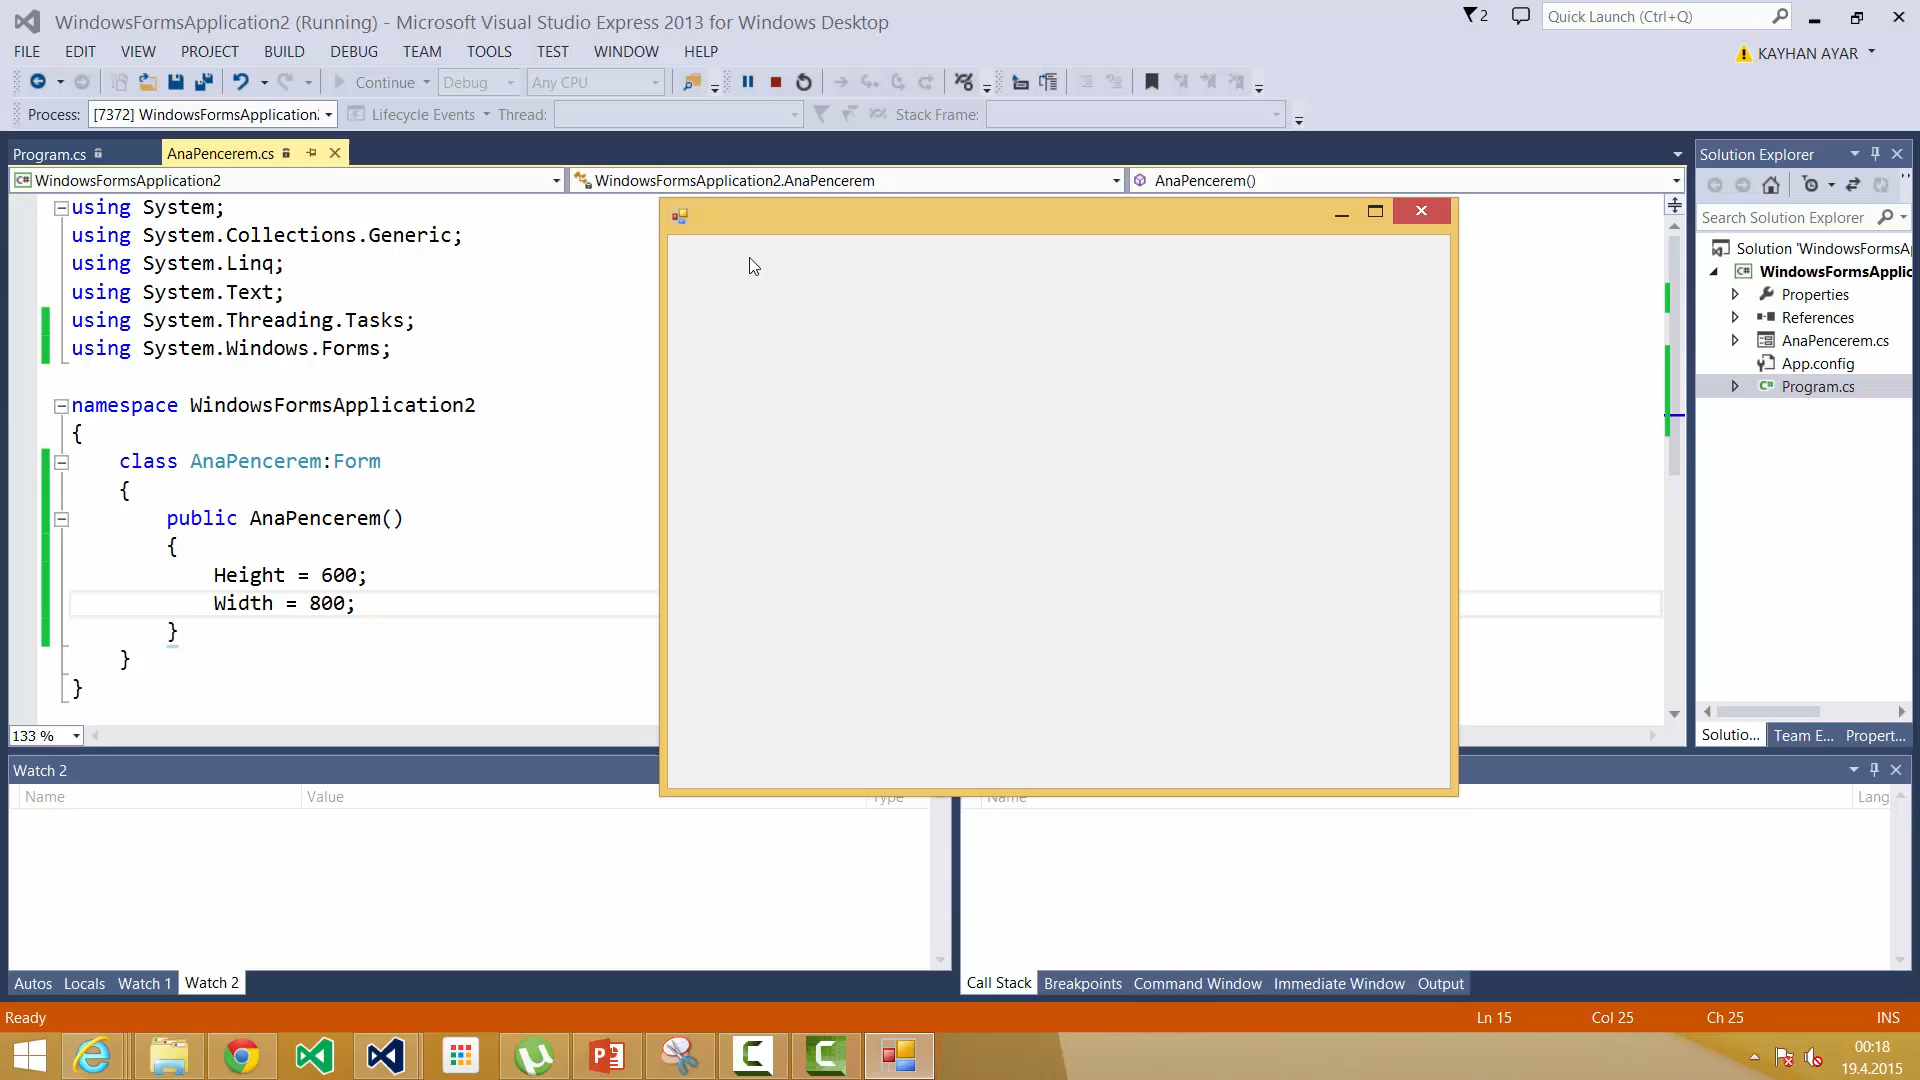 WindowsFormsApplication2 (Running) - Microsoft Visual Studio Express 2013 for Windows Desktop
2
Quick Launch (Ctrl+Q)
FILE EDIT VIEW PROJECT BUILD DEBUG TEAM TOOLS TEST WINDOW HELP
KAYHAN AYAR
Continue Debug Any CPU
Process: [7372] WindowsFormsApplication Lifecycle Events Thread: Stack Frame:
Program.cs AnaPencerem.cs
Solution Explorer
WindowsFormsApplication2 WindowsFormsApplication2.AnaPencerem AnaPencerem()
Search Solution Explorer
Solution 'WindowsFormsA
WindowsFormsApplic
Properties
References
AnaPencerem.cs
App.config
Program.cs
using System;
using System.Collections.Generic;
using System.Linq;
using System.Text;
using System.Threading.Tasks;
using System.Windows.Forms;
namespace WindowsFormsApplication2
{
class AnaPencerem:Form
{
public AnaPencerem()
{
Height = 600;
Width = 800;
}
}
}
133 %
Solutio... Team E... Propert...
Watch 2
Name Value Type
Name Lang
Autos Locals Watch 1 Watch 2
Call Stack Breakpoints Command Window Immediate Window Output
Ready Ln 15 Col 25 Ch 25 INS
00:18
19.4.2015